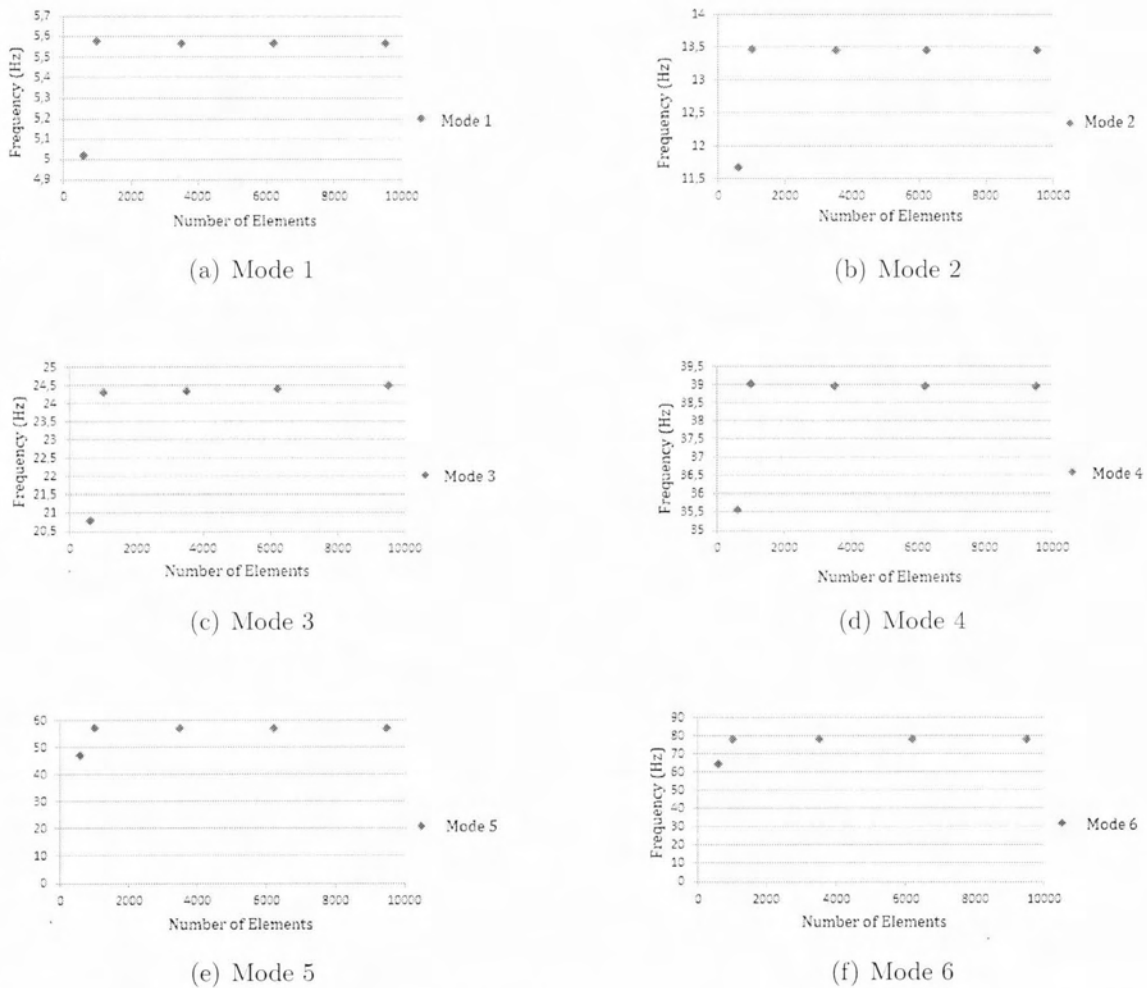 5,7
5,6
5,5
5,4
5,3
5,2
5,1
5
4,9
Frequency (Hz)
0 2000 4000 6000 8000 10000
Number of Elements
Mode 1
(a) Mode 1
14
13,5
13
12,5
12
11,5
Frequency (Hz)
0 2000 4000 6000 8000 10000
Number of Elements
Mode 2
(b) Mode 2
25
24,5
24
23,5
23
22,5
22
21,5
21
20,5
Frequency (Hz)
0 2000 4000 6000 8000 10000
Number of Elements
Mode 3
(c) Mode 3
39,5
39
38,5
38
37,5
37
36,5
36
35,5
35
Frequency (Hz)
0 2000 4000 6000 8000 10000
Number of Elements
Mode 4
(d) Mode 4
60
50
40
30
20
10
0
0 2000 4000 6000 8000 10000
Number of Elements
Mode 5
(e) Mode 5
90
80
70
60
50
40
30
20
10
0
Frequency (Hz)
0 2000 4000 6000 8000 10000
Number of Elements
Mode 6
(f) Mode 6